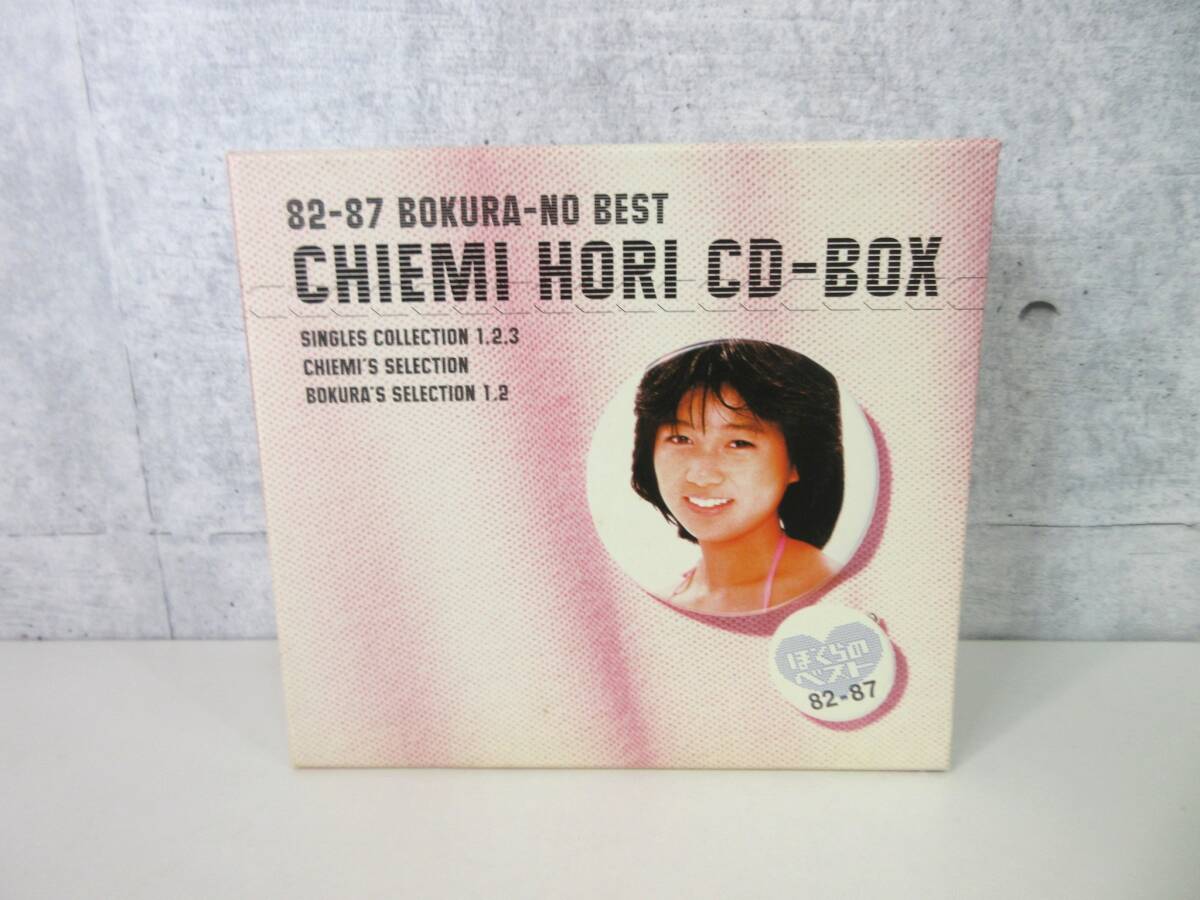 82-87 BOKURA-NO BEST
CHIEMI HORI CD-BOX
SINGLES COLLECTION 1.2.3
CHIEMI'S SELECTION
BOKURA'S SELECTION 1.2
ぼくらの
ベスト
82-87